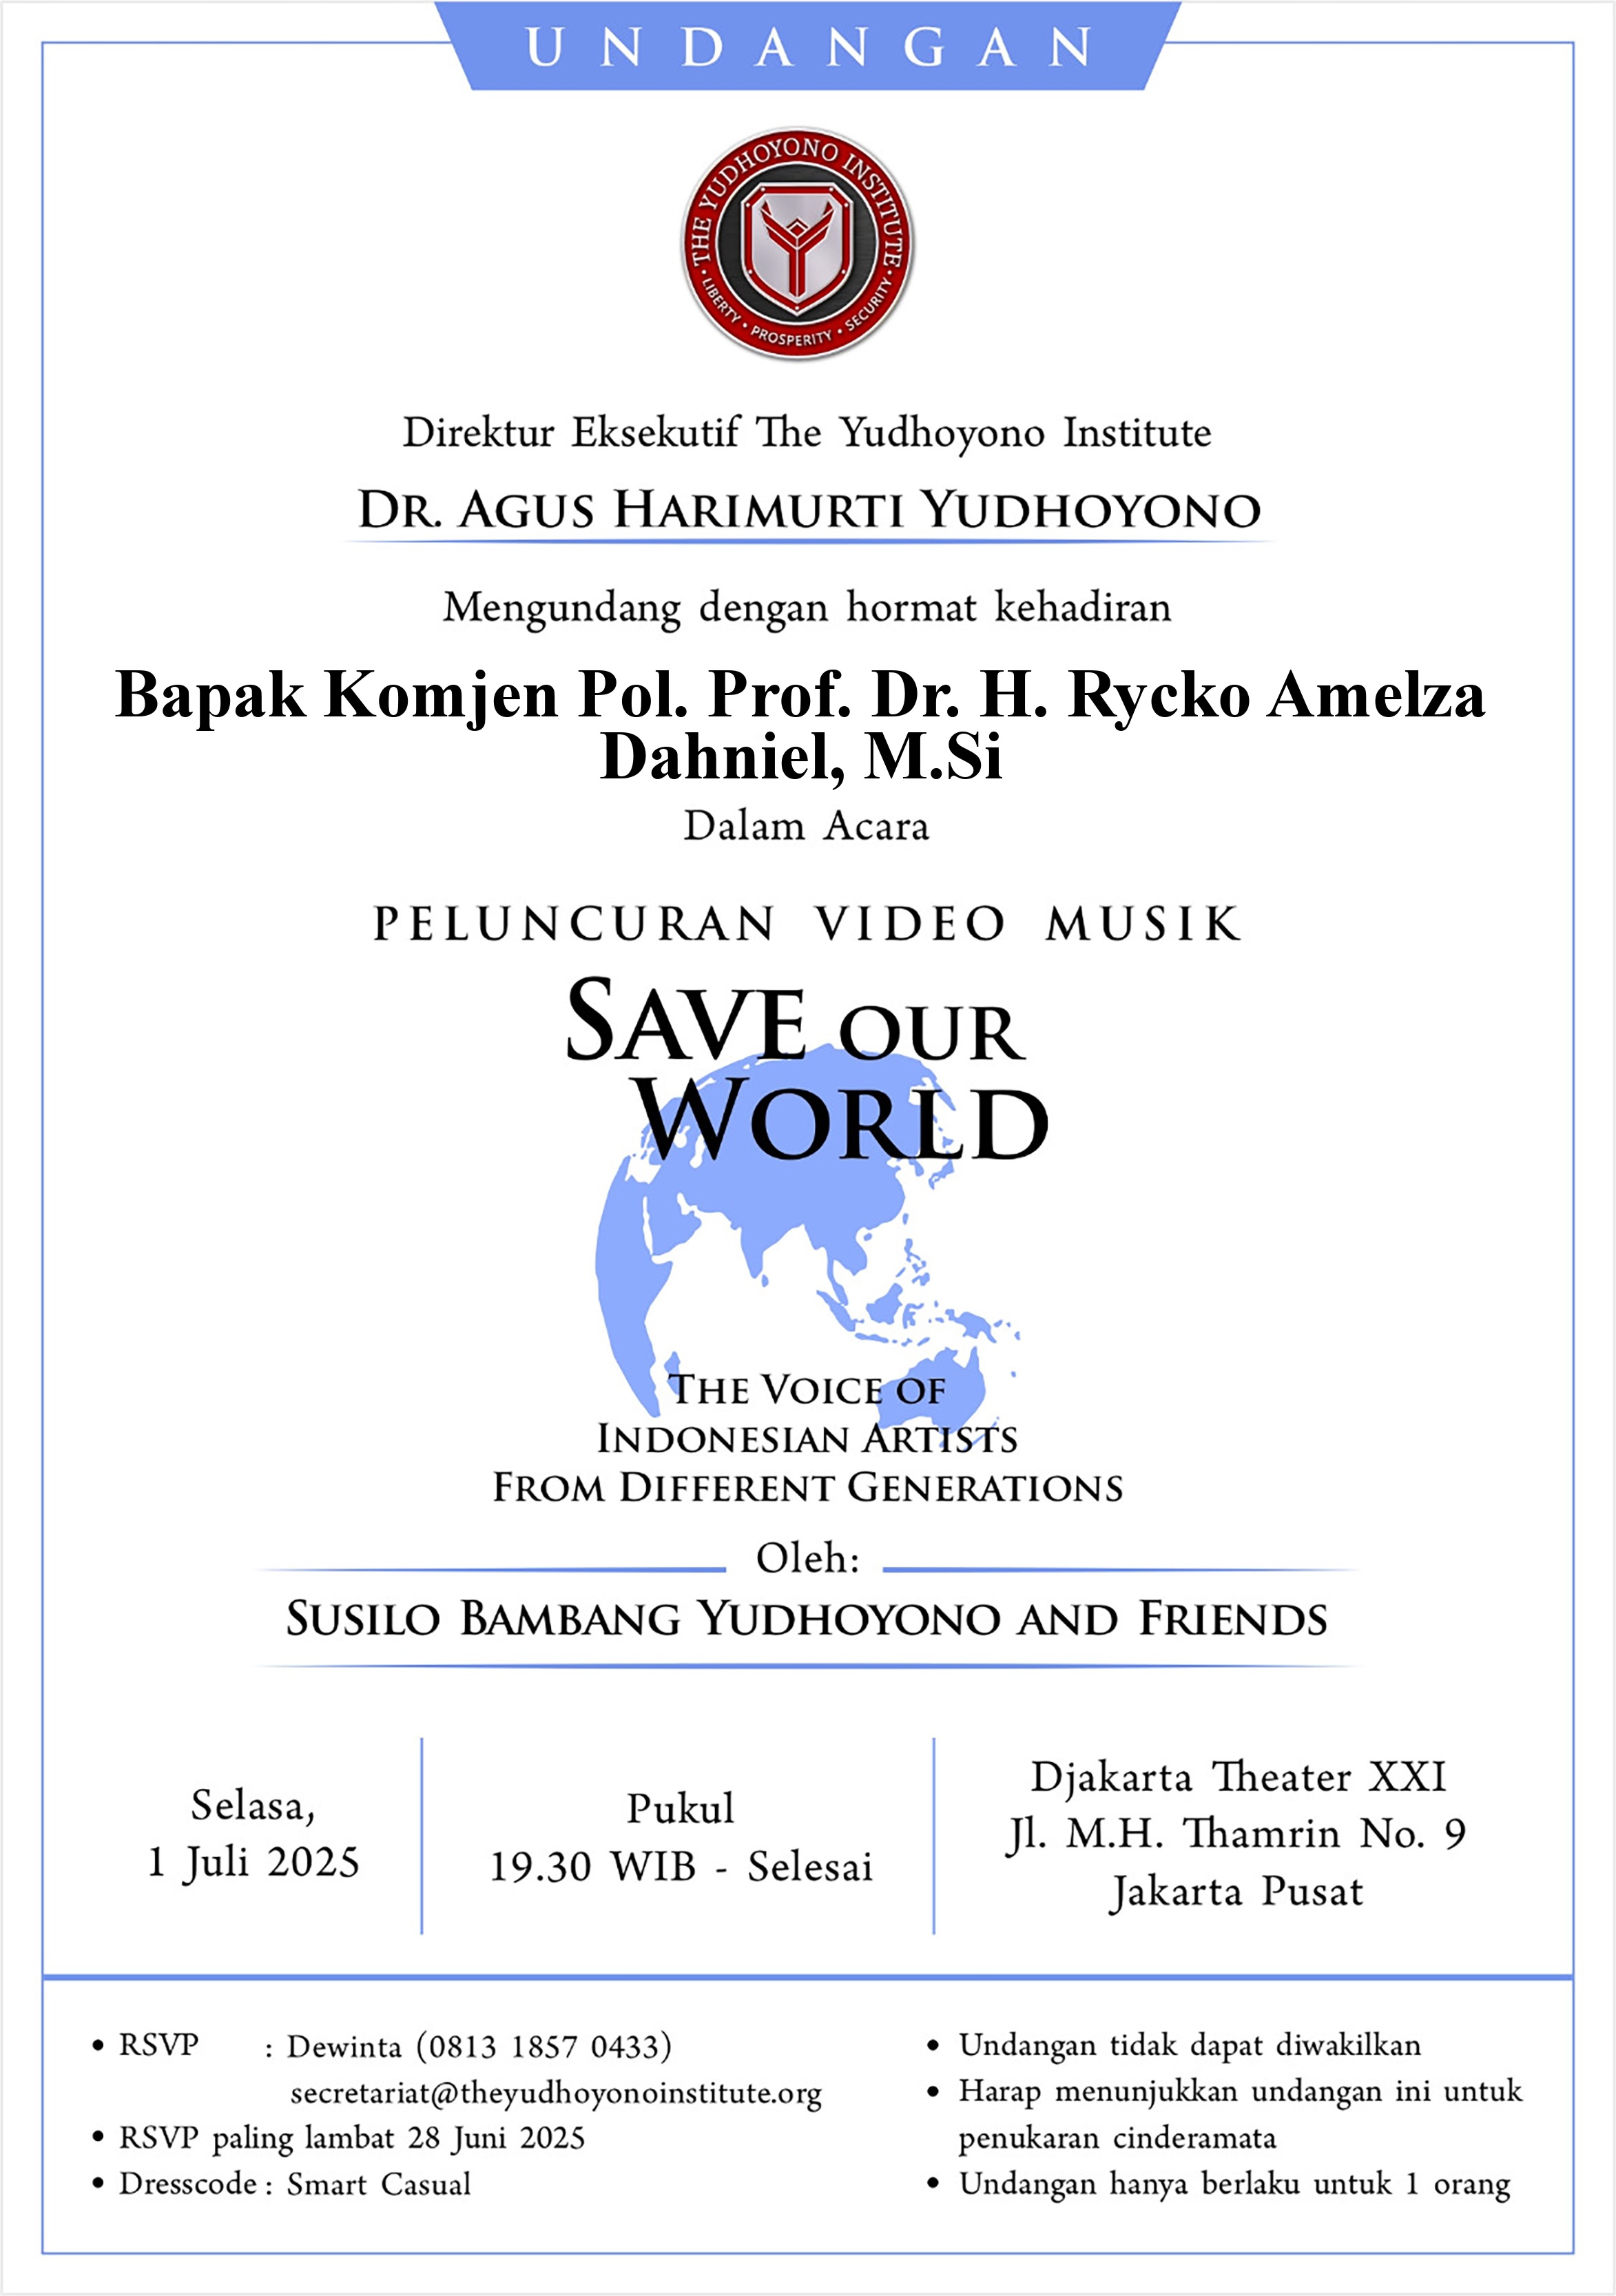 UNDANGAN
THE YUDHOYONO INSTITUTE
LIBERTY • PROSPERITY • SECURITY
Direktur Eksekutif The Yudhoyono Institute
DR. AGUS HARIMURTI YUDHOYONO
Mengundang dengan hormat kehadiran
Bapak Komjen Pol. Prof. Dr. H. Rycko Amelza
Dahniel, M.Si
Dalam Acara
PELUNCURAN VIDEO MUSIK
SAVE OUR
WORLD
THE VOICE OF
INDONESIAN ARTISTS
FROM DIFFERENT GENERATIONS
Oleh:
SUSILO BAMBANG YUDHOYONO AND FRIENDS
Selasa,
1 Juli 2025
Pukul
19.30 WIB - Selesai
Djakarta Theater XXI
Jl. M.H. Thamrin No. 9
Jakarta Pusat
• RSVP : Dewinta (0813 1857 0433)
secretariat@theyudhoyonoinstitute.org
• RSVP paling lambat 28 Juni 2025
• Dresscode : Smart Casual
• Undangan tidak dapat diwakilkan
• Harap menunjukkan undangan ini untuk
penukaran cinderamata
• Undangan hanya berlaku untuk 1 orang